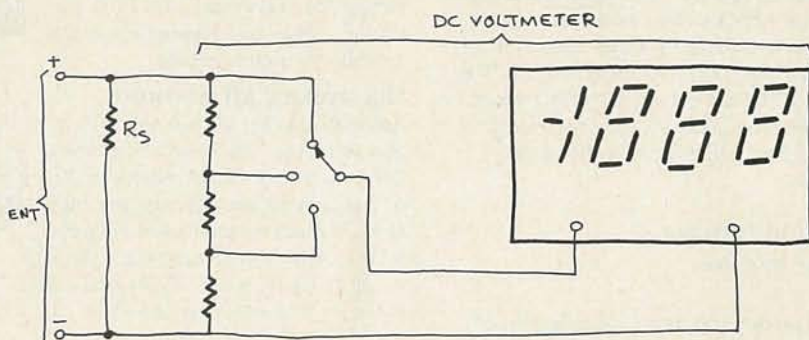 DC VOLTMETER
+
-1888
RS
ENT
−